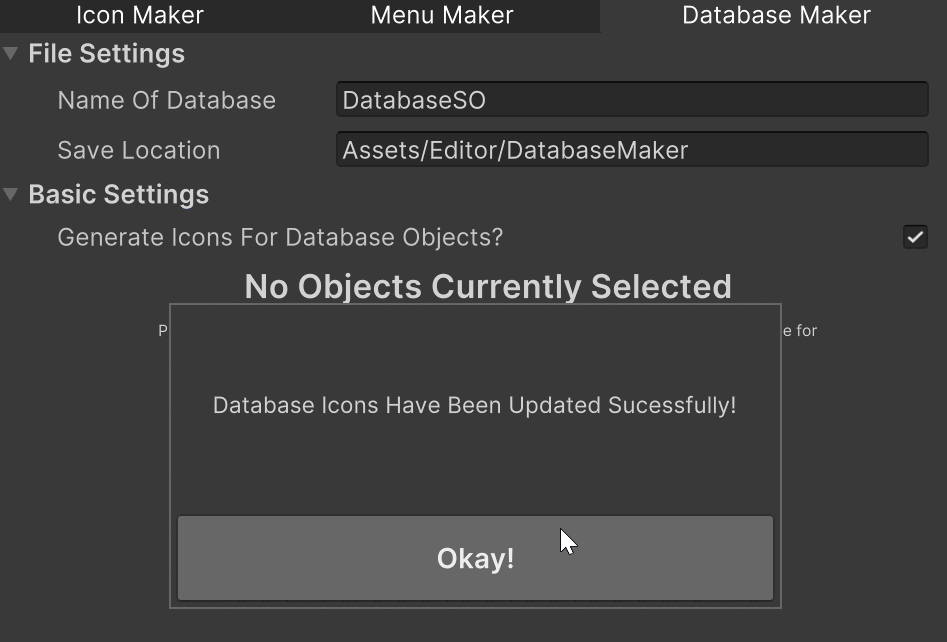 Icon Maker Menu Maker Database Maker
File Settings
Name Of Database DatabaseSO
Save Location Assets/Editor/DatabaseMaker
Basic Settings
Generate Icons For Database Objects?
No Objects Currently Selected
P e for
Database Icons Have Been Updated Sucessfully!
Okay!